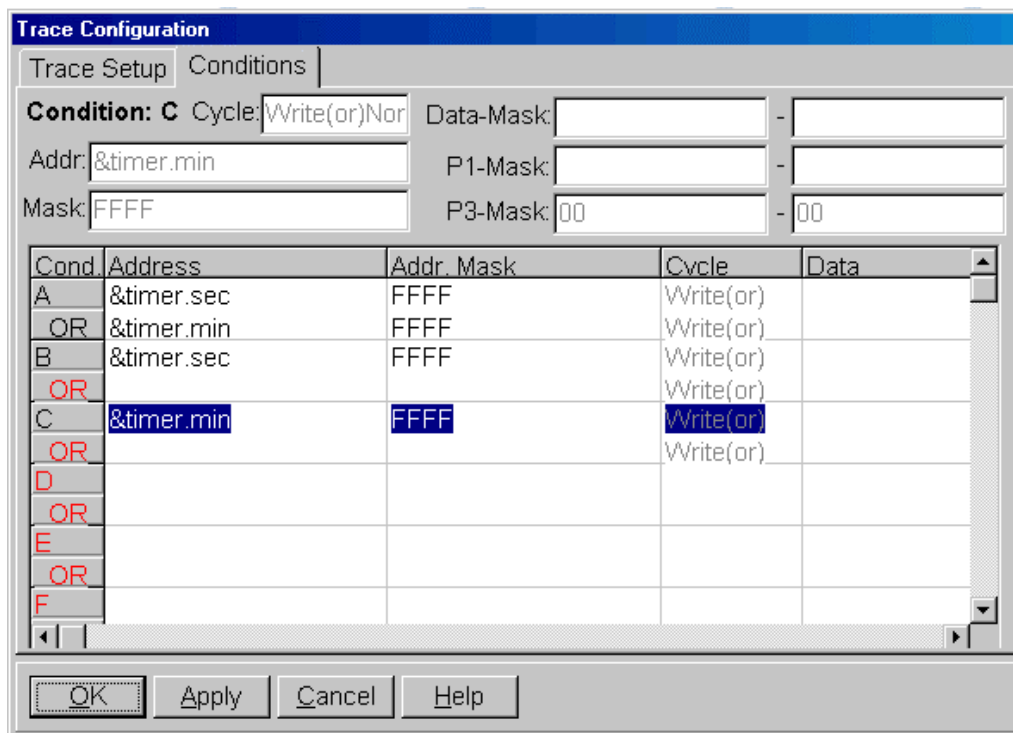 Trace Configuration
Trace Setup Conditions
Condition: C Cycle: Write(or)Nor Data-Mask: -
Addr: &timer.min P1-Mask: -
Mask: FFFF P3-Mask: 00 - 00
Cond. Address Addr. Mask Cycle Data
A &timer.sec FFFF Write(or)
OR &timer.min FFFF Write(or)
B &timer.sec FFFF Write(or)
OR Write(or)
C &timer.min FFFF Write(or)
OR Write(or)
D
OR
E
OR
F
OK Apply Cancel Help